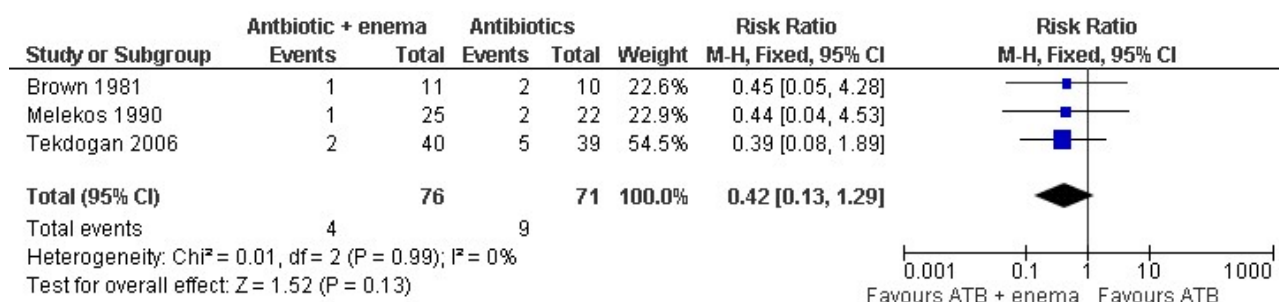 Antbiotic + enema Antibiotics Risk Ratio Risk Ratio
Study or Subgroup Events Total Events Total Weight M-H, Fixed, 95% CI M-H, Fixed, 95% CI
Brown 1981 1 11 2 10 22.6% 0.45 [0.05, 4.28]
Melekos 1990 1 25 2 22 22.9% 0.44 [0.04, 4.53]
Tekdogan 2006 2 40 5 39 54.5% 0.39 [0.08, 1.89]
Total (95% CI) 76 71 100.0% 0.42 [0.13, 1.29]
Total events 4 9
Heterogeneity: Chi² = 0.01, df = 2 (P = 0.99); I² = 0%
Test for overall effect: Z = 1.52 (P = 0.13)
0.001 0.1 1 10 1000
Favours ATB + enema Favours ATB